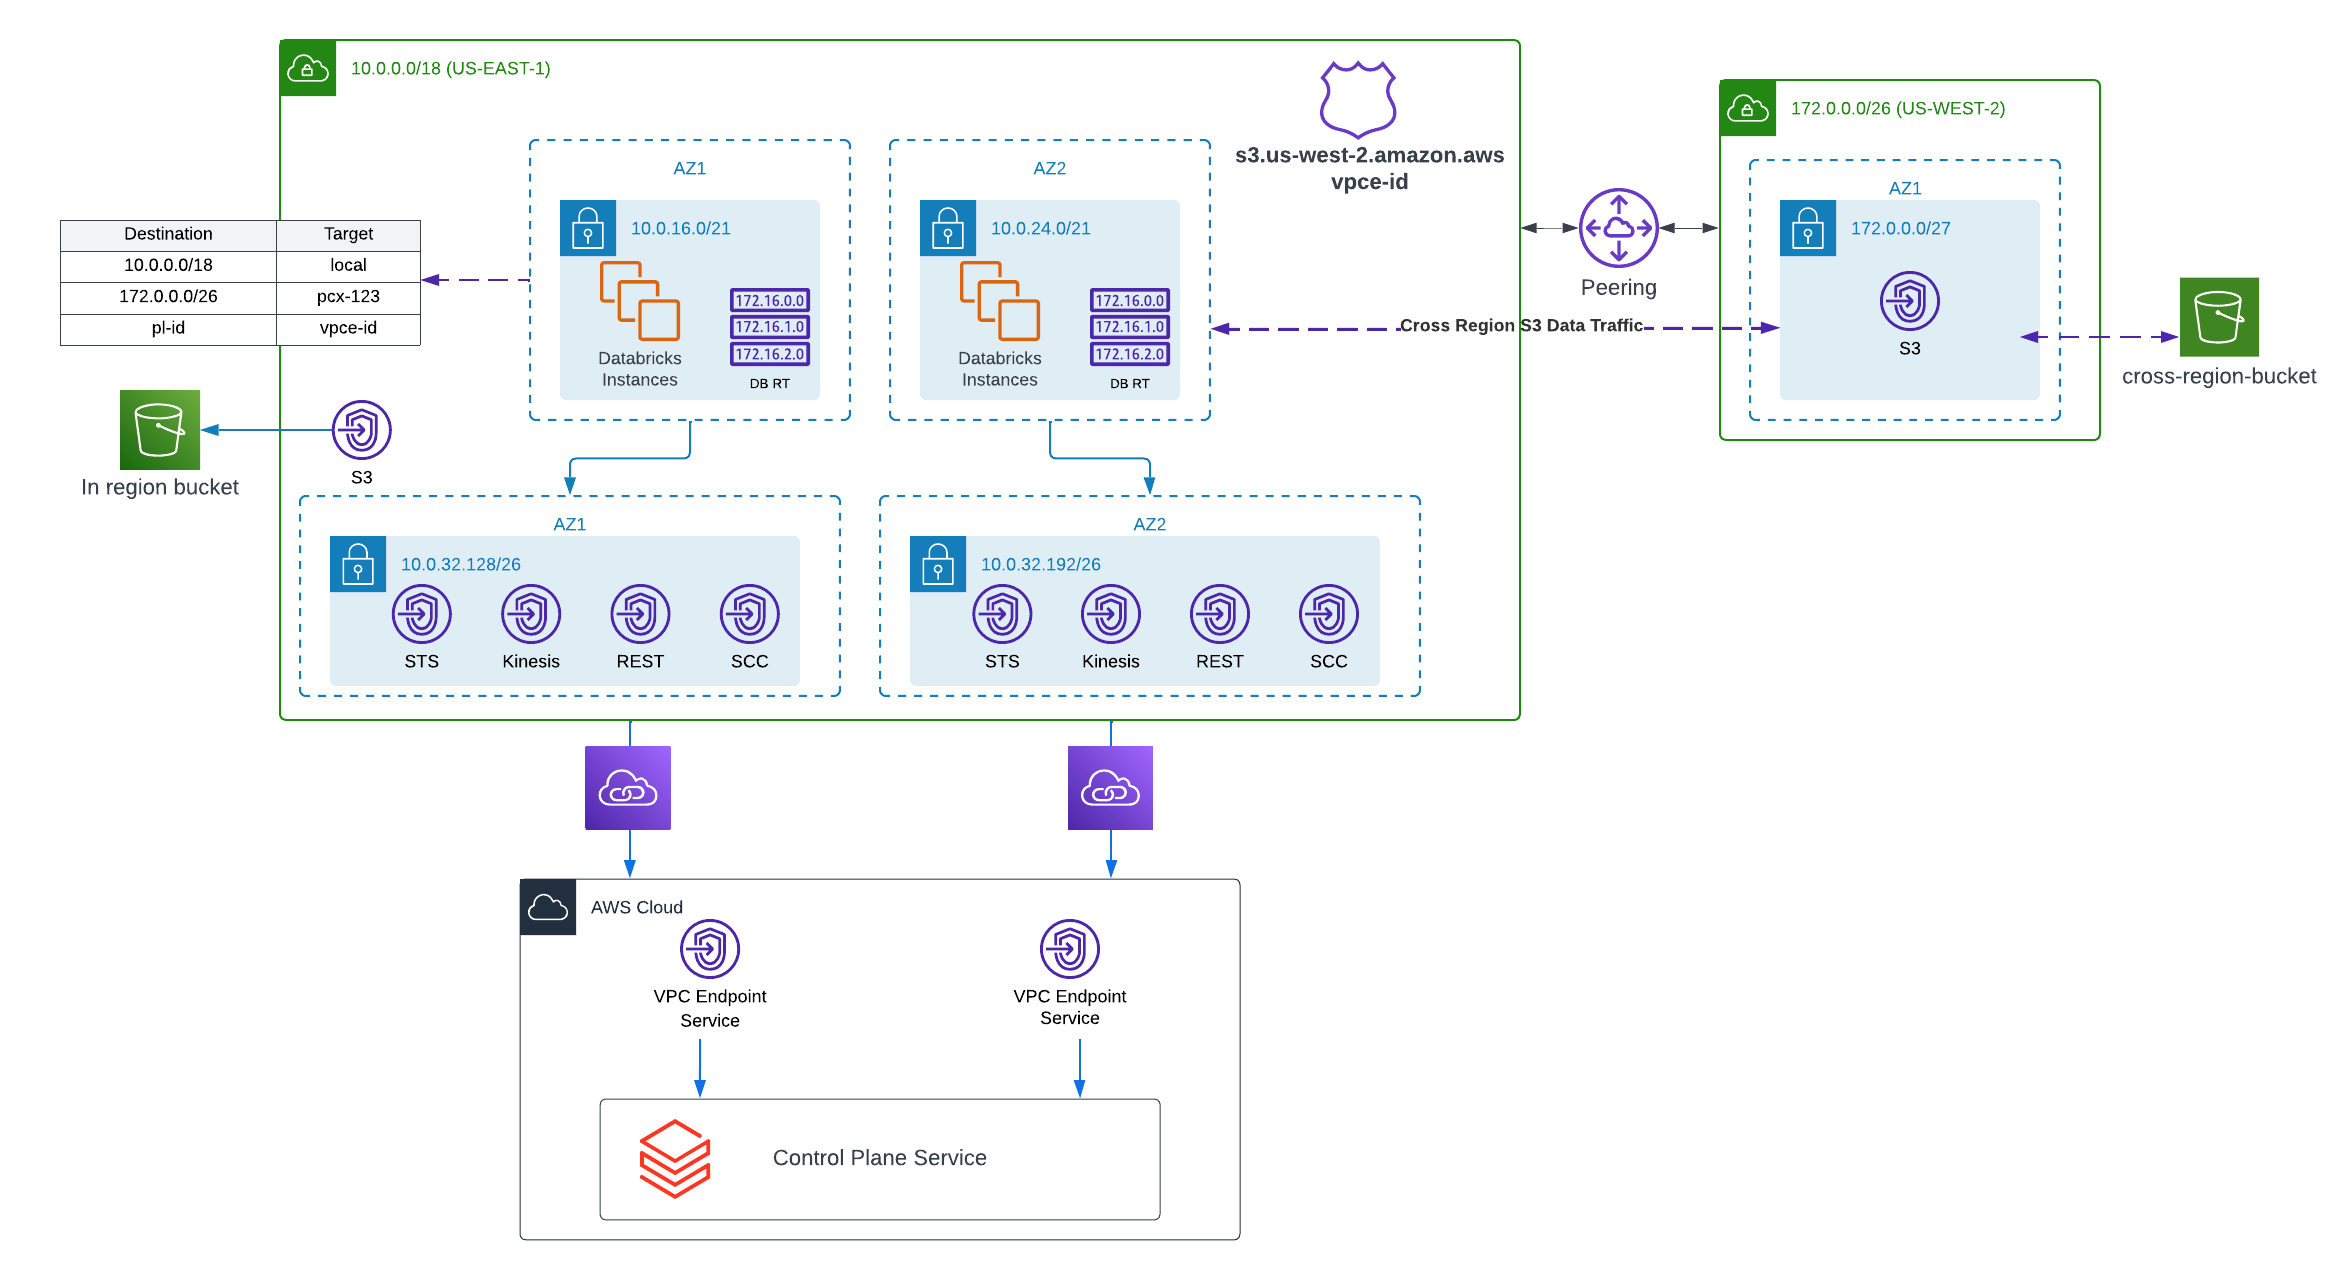 10.0.0.0/18 (US-EAST-1)
s3.us-west-2.amazon.aws
vpce-id
172.0.0.0/26 (US-WEST-2)
AZ1
10.0.16.0/21
Databricks
Instances
172.16.0.0
172.16.1.0
172.16.2.0
DB RT
AZ2
10.0.24.0/21
Databricks
Instances
172.16.0.0
172.16.1.0
172.16.2.0
DB RT
Peering
Cross Region S3 Data Traffic
AZ1
172.0.0.0/27
S3
cross-region-bucket
Destination Target
10.0.0.0/18 local
172.0.0.0/26 pcx-123
pl-id vpce-id
In region bucket
S3
AZ1
10.0.32.128/26
STS Kinesis REST SCC
AZ2
10.0.32.192/26
STS Kinesis REST SCC
AWS Cloud
VPC Endpoint
Service
VPC Endpoint
Service
Control Plane Service